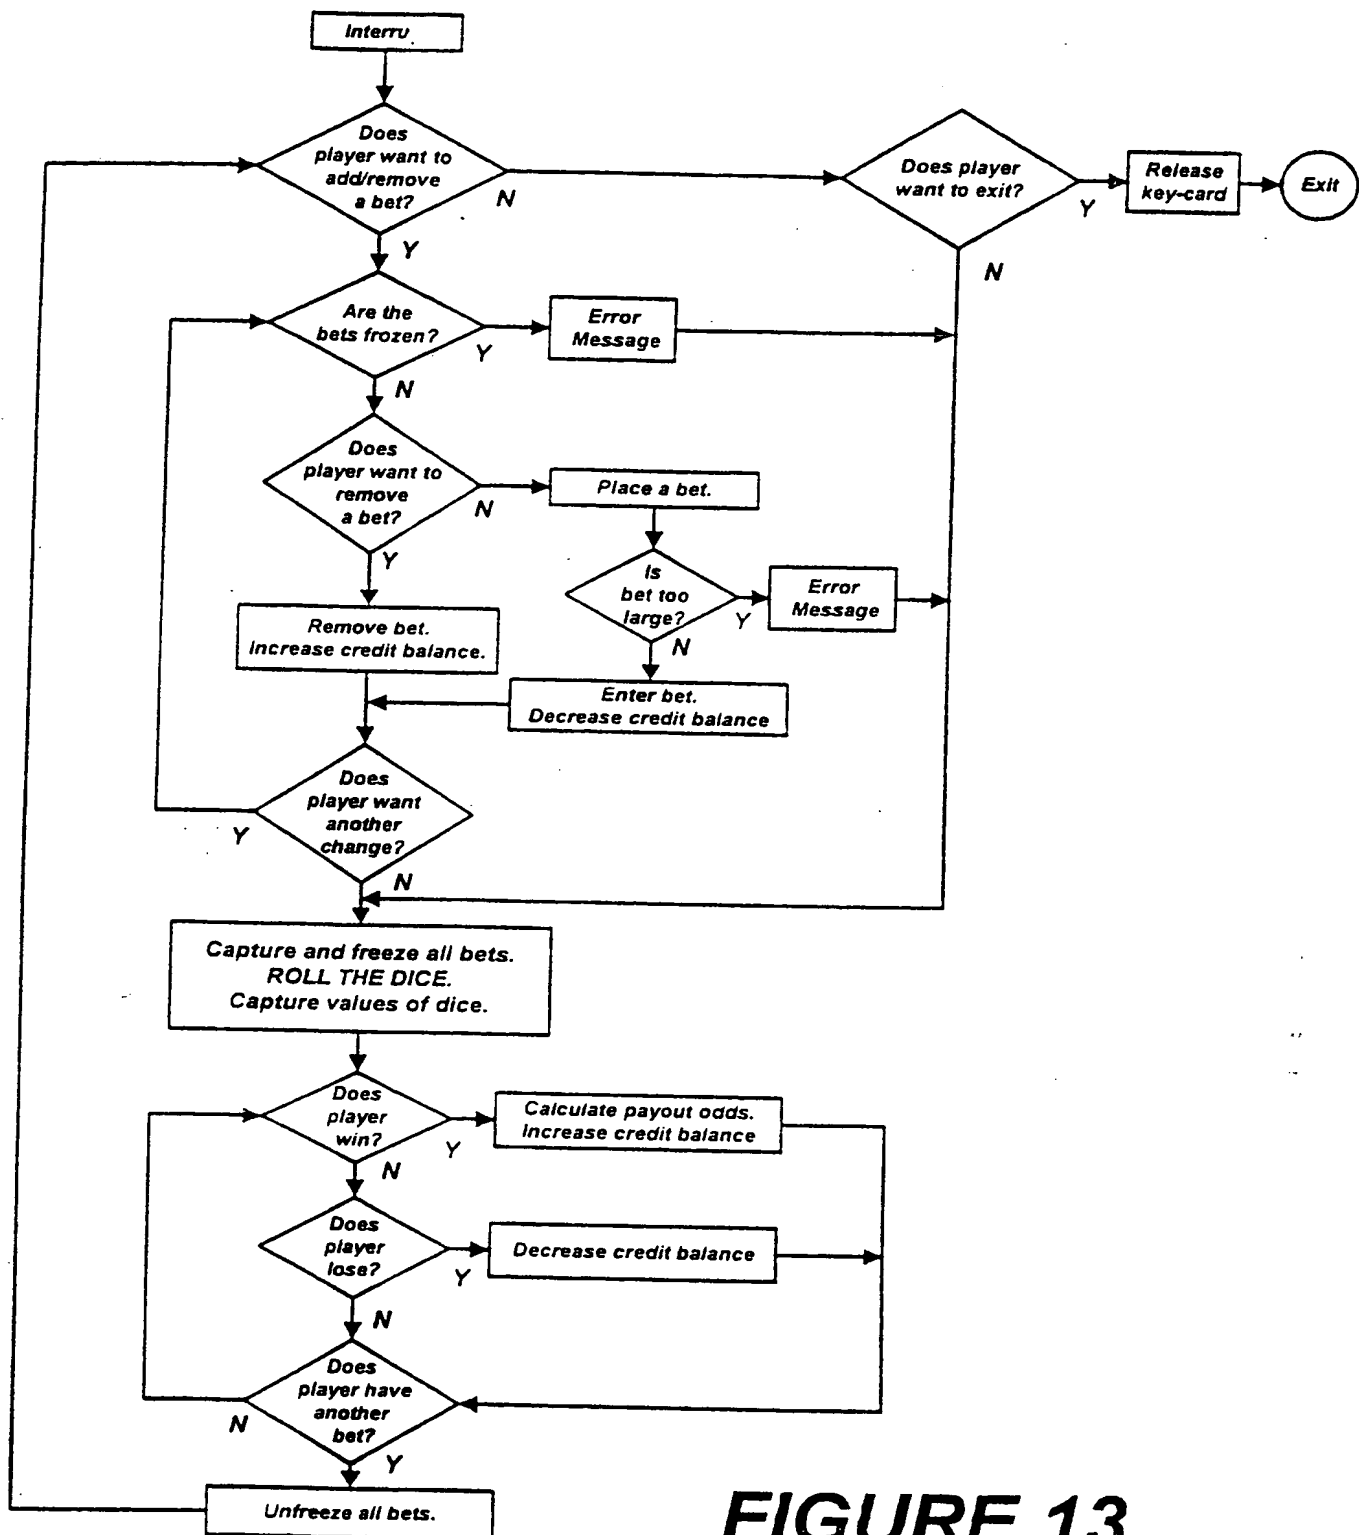 Interru
Does
player want to
add/remove
a bet?
N
Y
Does player
want to exit?
Y
N
Release
key-card
Exit
Are the
bets frozen?
Y
N
Error
Message
Does
player want to
remove
a bet?
N
Y
Place a bet.
Is
bet too
large?
Y
N
Error
Message
Remove bet.
Increase credit balance.
Enter bet.
Decrease credit balance
Does
player want
another
change?
Y
N
Capture and freeze all bets.
ROLL THE DICE.
Capture values of dice.
Does
player
win?
Y
N
Calculate payout odds.
Increase credit balance
Does
player
lose?
Y
N
Decrease credit balance
Does
player have
another
bet?
N
Y
Unfreeze all bets.
FIGURE 13